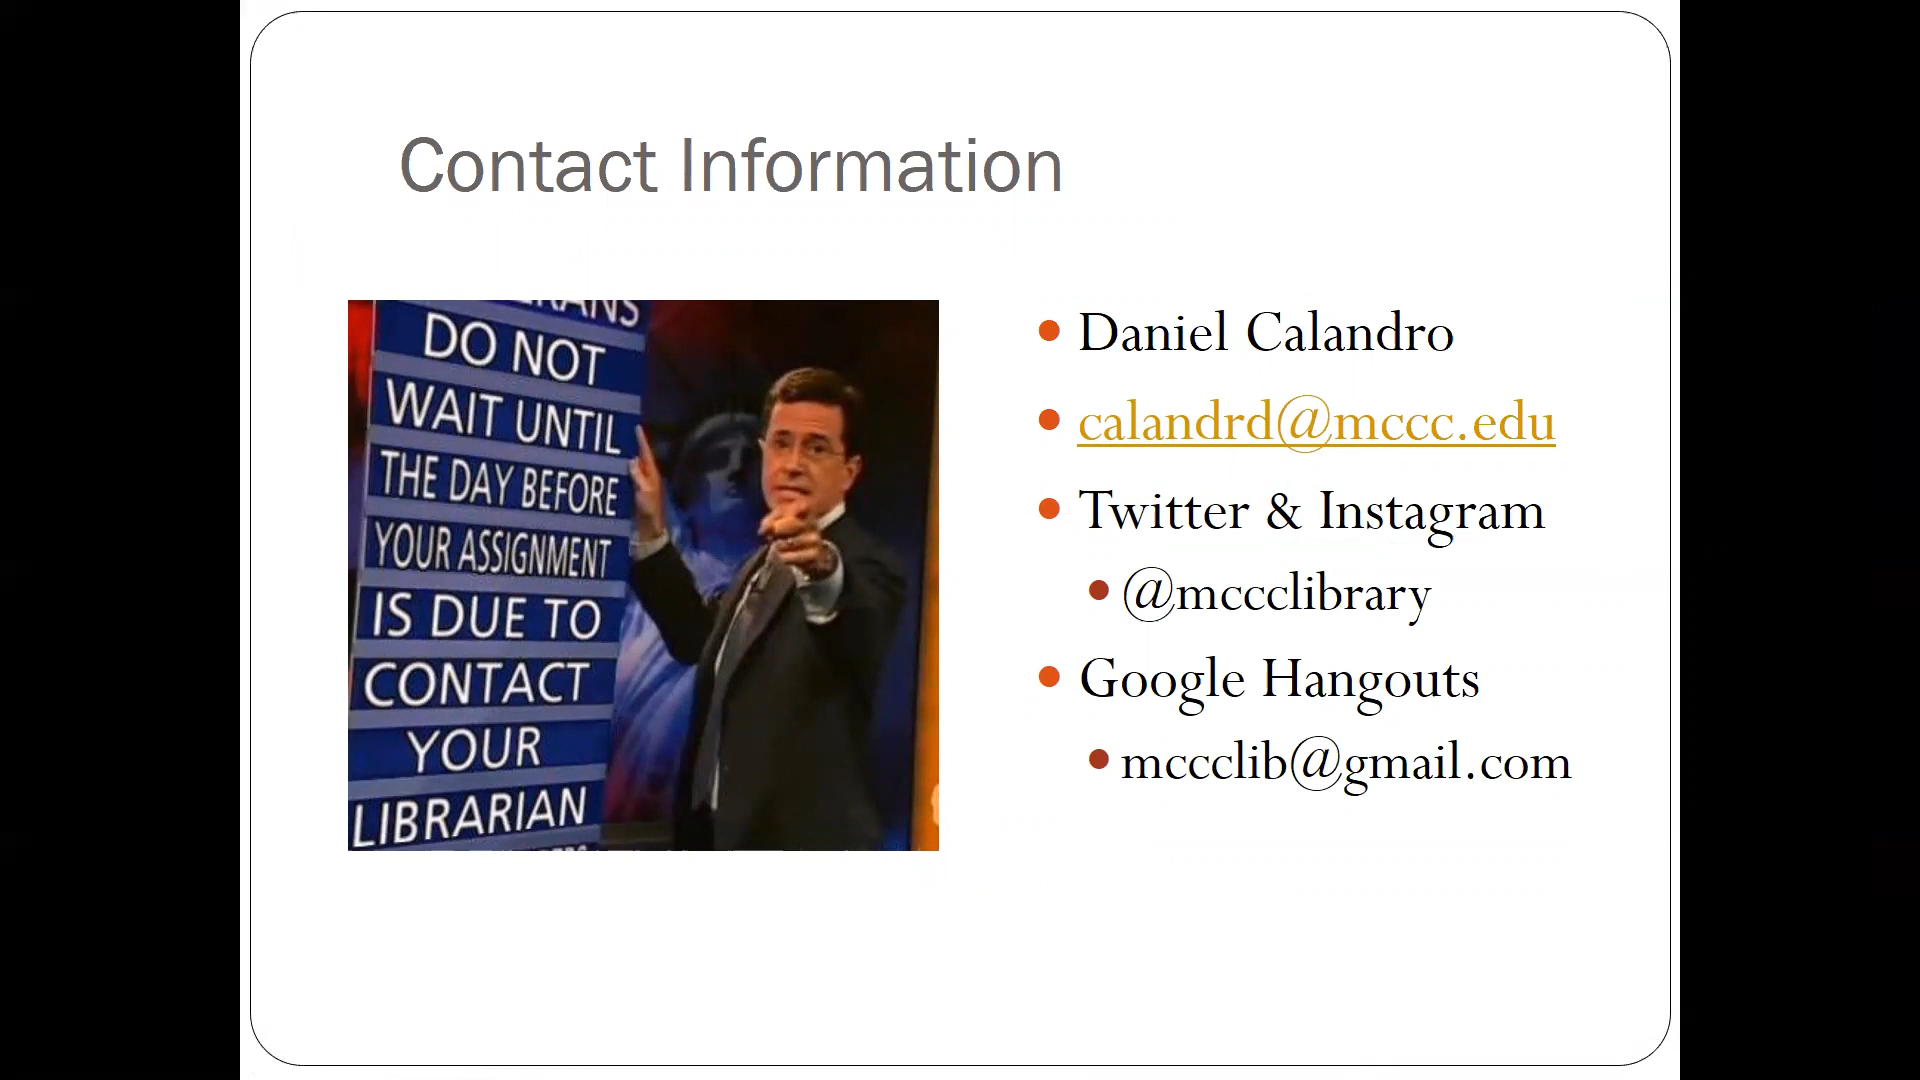 Contact Information
DO NOT
WAIT UNTIL
THE DAY BEFORE
YOUR ASSIGNMENT
IS DUE TO
CONTACT
YOUR
LIBRARIAN
Daniel Calandro
calandrd@mccc.edu
Twitter & Instagram
@mccclibrary
Google Hangouts
mccclib@gmail.com